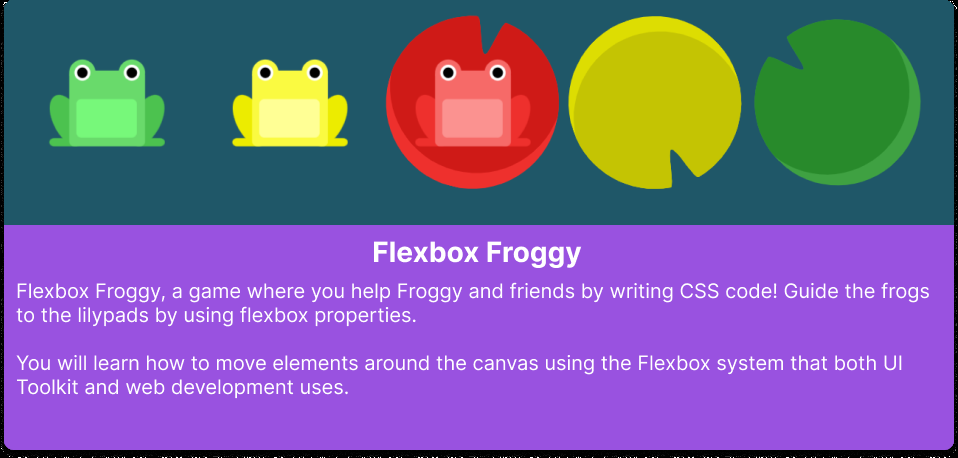 Flexbox Froggy
Flexbox Froggy, a game where you help Froggy and friends by writing CSS code! Guide the frogs
to the lilypads by using flexbox properties.
You will learn how to move elements around the canvas using the Flexbox system that both UI
Toolkit and web development uses.